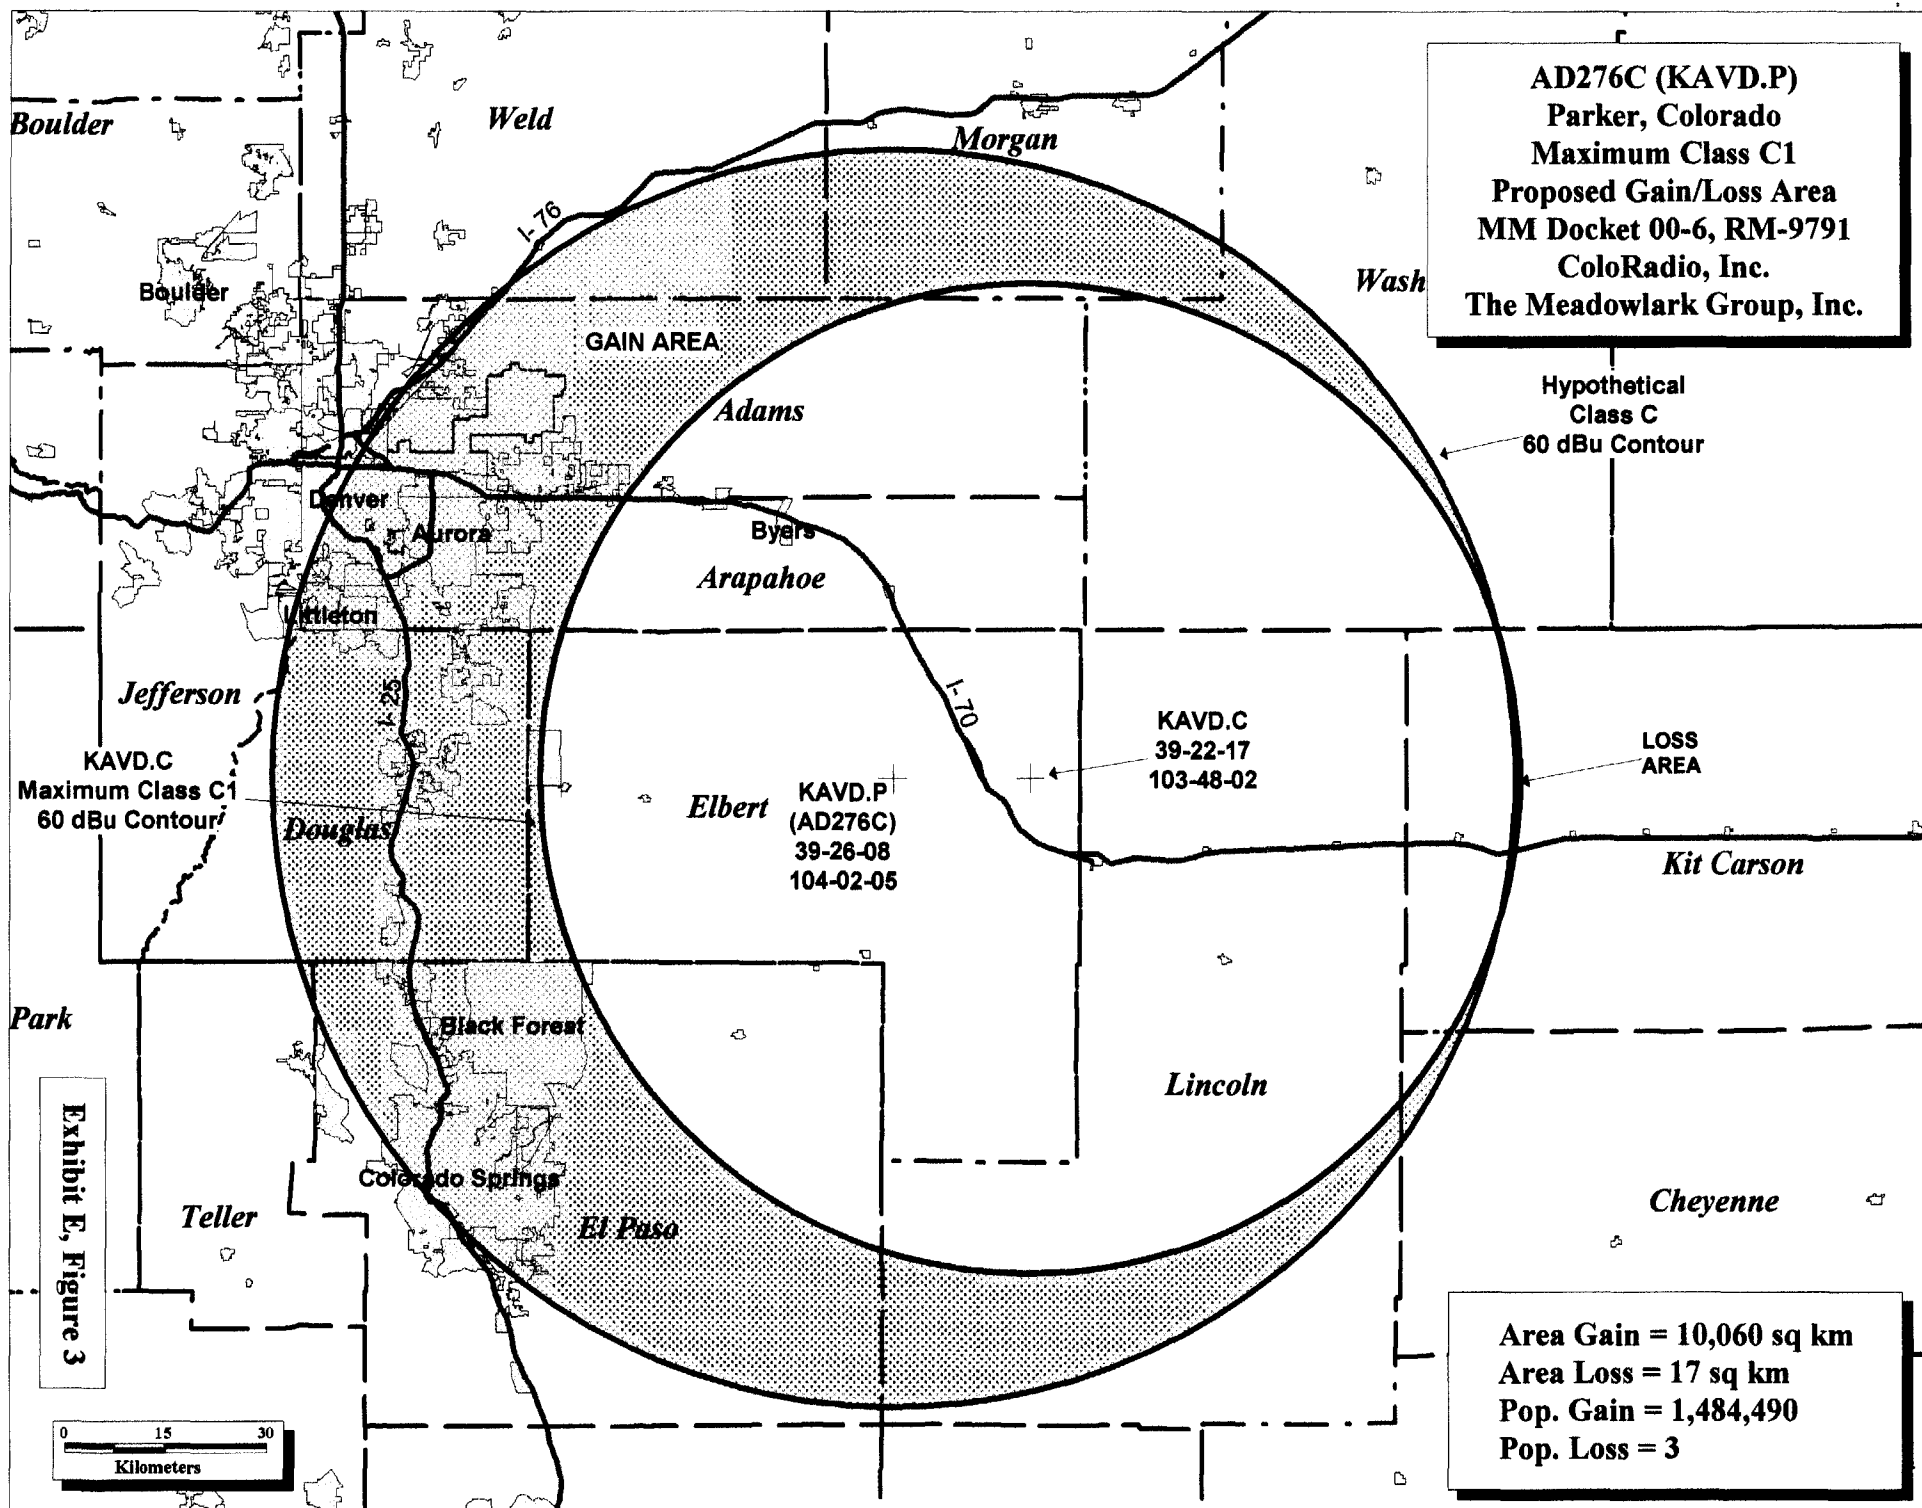 AD276C (KAVD.P)
Parker, Colorado
Maximum Class C1
Proposed Gain/Loss Area
MM Docket 00-6, RM-9791
ColoRadio, Inc.
The Meadowlark Group, Inc.
Boulder
Weld
Morgan
I-76
Boulder
Wash
GAIN AREA
Hypothetical
Class C
60 dBu Contour
Adams
Denver
Aurora
Byers
Arapahoe
Littleton
Jefferson
I-25
I-70
KAVD.C
39-22-17
103-48-02
LOSS
AREA
KAVD.C
Maximum Class C1
60 dBu Contour
Douglas
Elbert
KAVD.P
(AD276C)
39-26-08
104-02-05
Kit Carson
Park
Black Forest
Lincoln
Exhibit E, Figure 3
Colorado Springs
Teller
El Paso
Cheyenne
Area Gain = 10,060 sq km
Area Loss = 17 sq km
Pop. Gain = 1,484,490
Pop. Loss = 3
0 15 30
Kilometers